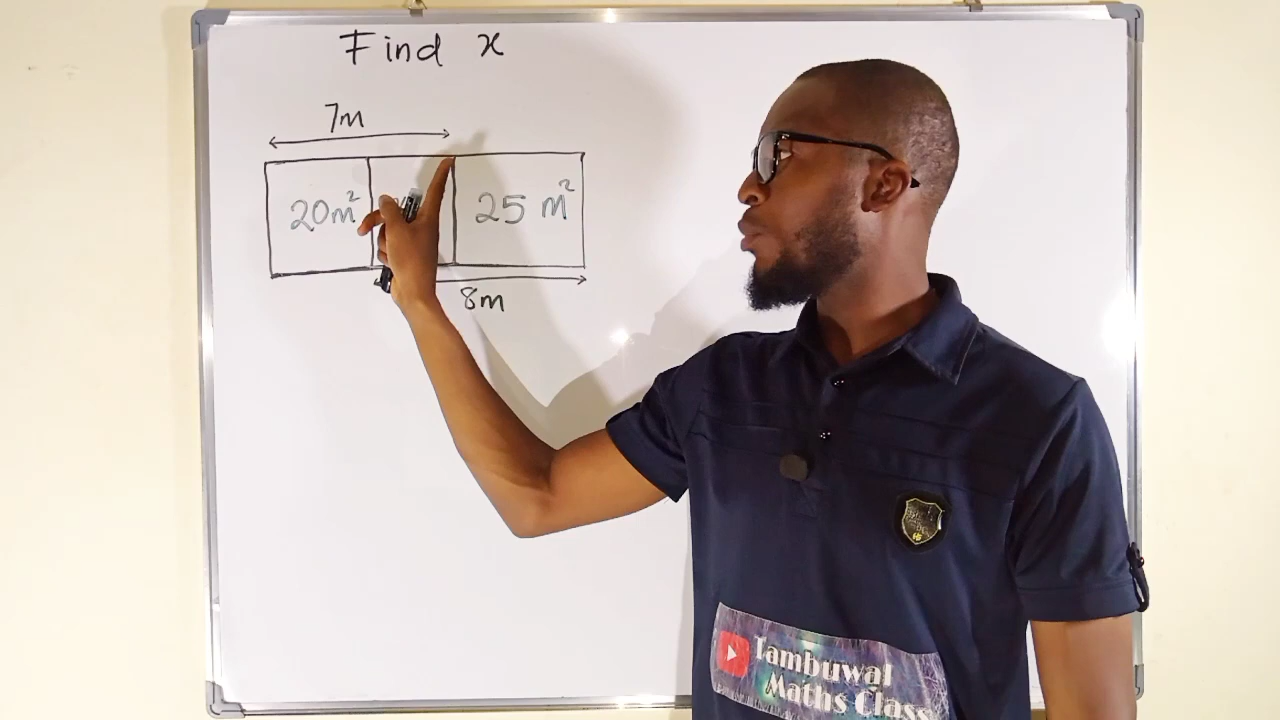 Find x
7m
20m² 25 m²
8m
Tambuwal
Maths Class